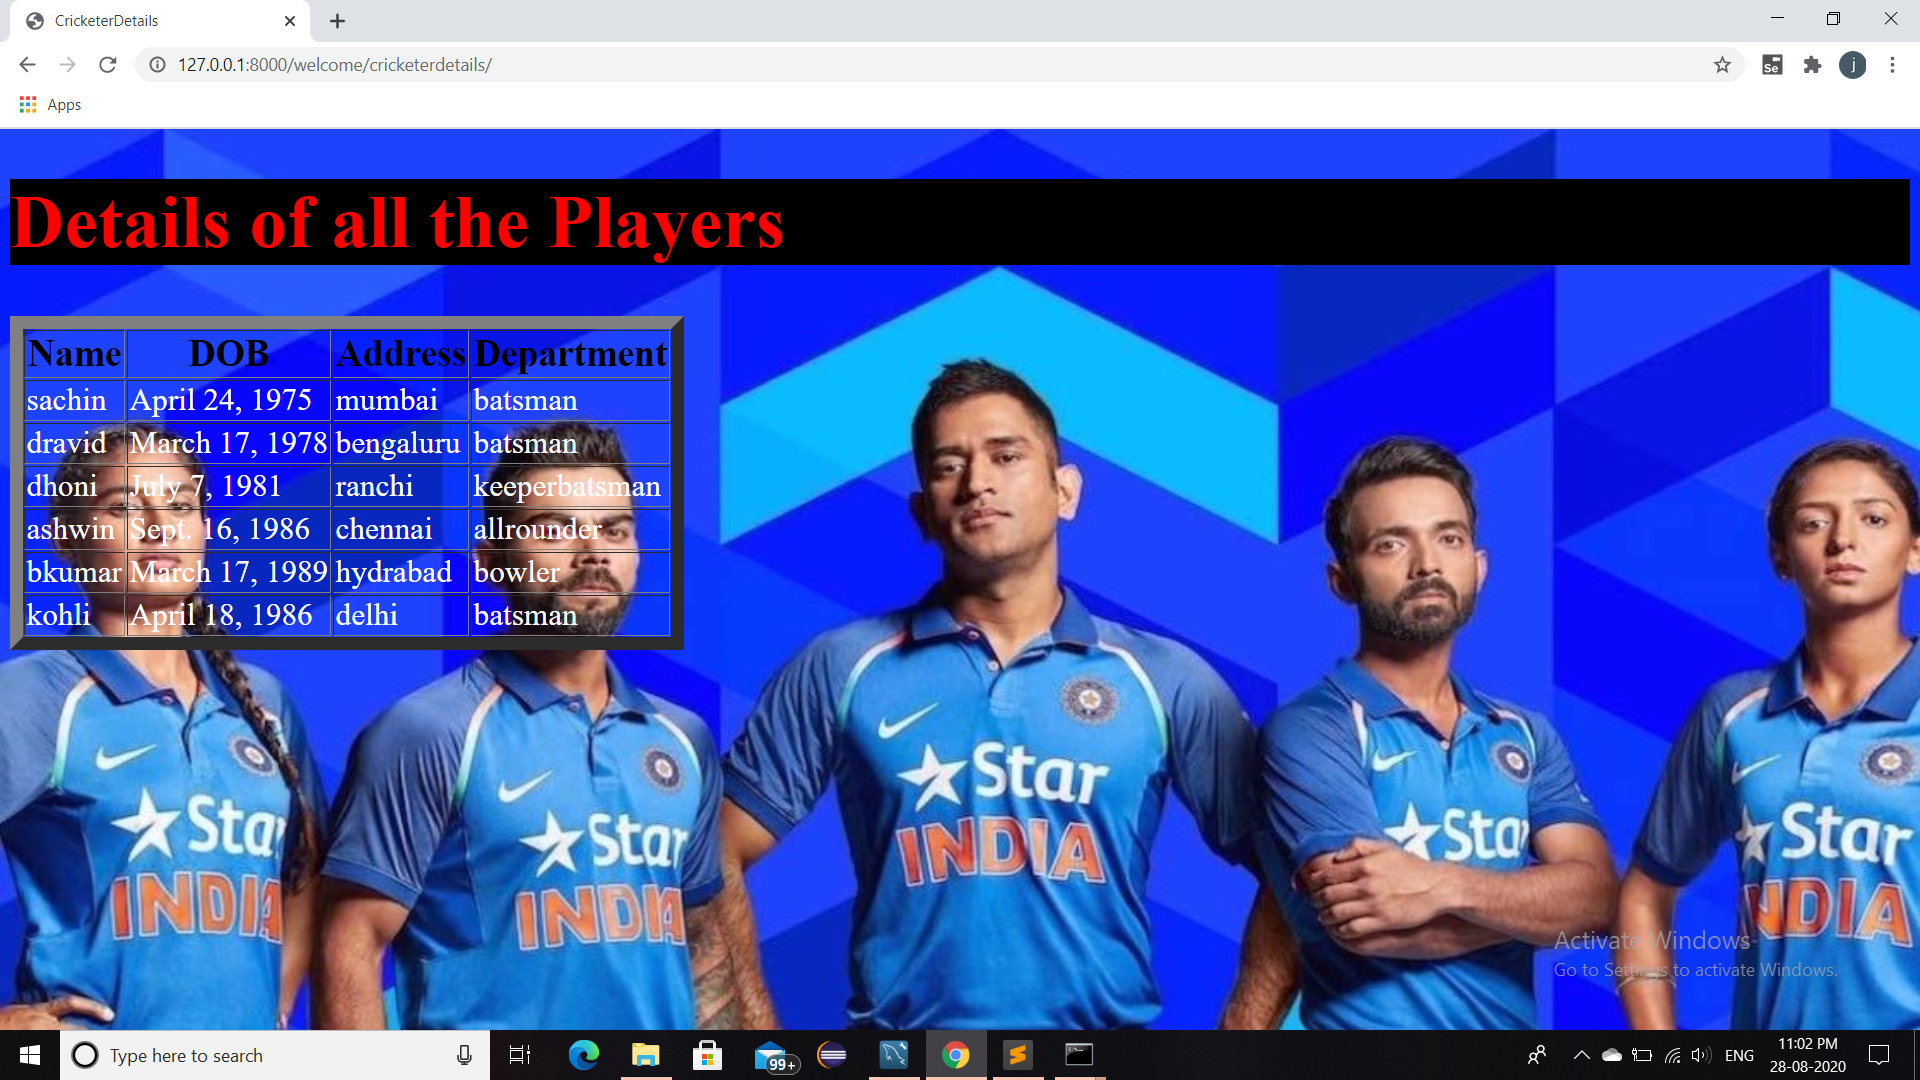 CricketerDetails
127.0.0.1:8000/welcome/cricketerdetails/
Se
j
Apps
Details of all the Players
Name DOB Address Department
sachin April 24, 1975 mumbai batsman
dravid March 17, 1978 bengaluru batsman
dhoni July 7, 1981 ranchi keeperbatsman
ashwin Sept. 16, 1986 chennai allrounder
bkumar March 17, 1989 hydrabad bowler
kohli April 18, 1986 delhi batsman
Star
INDIA
Star
INDIA
Star
INDIA
Star
Star
INDIA
Activate Windows
Go to Settings to activate Windows.
Type here to search
99+
ENG
11:02 PM
28-08-2020